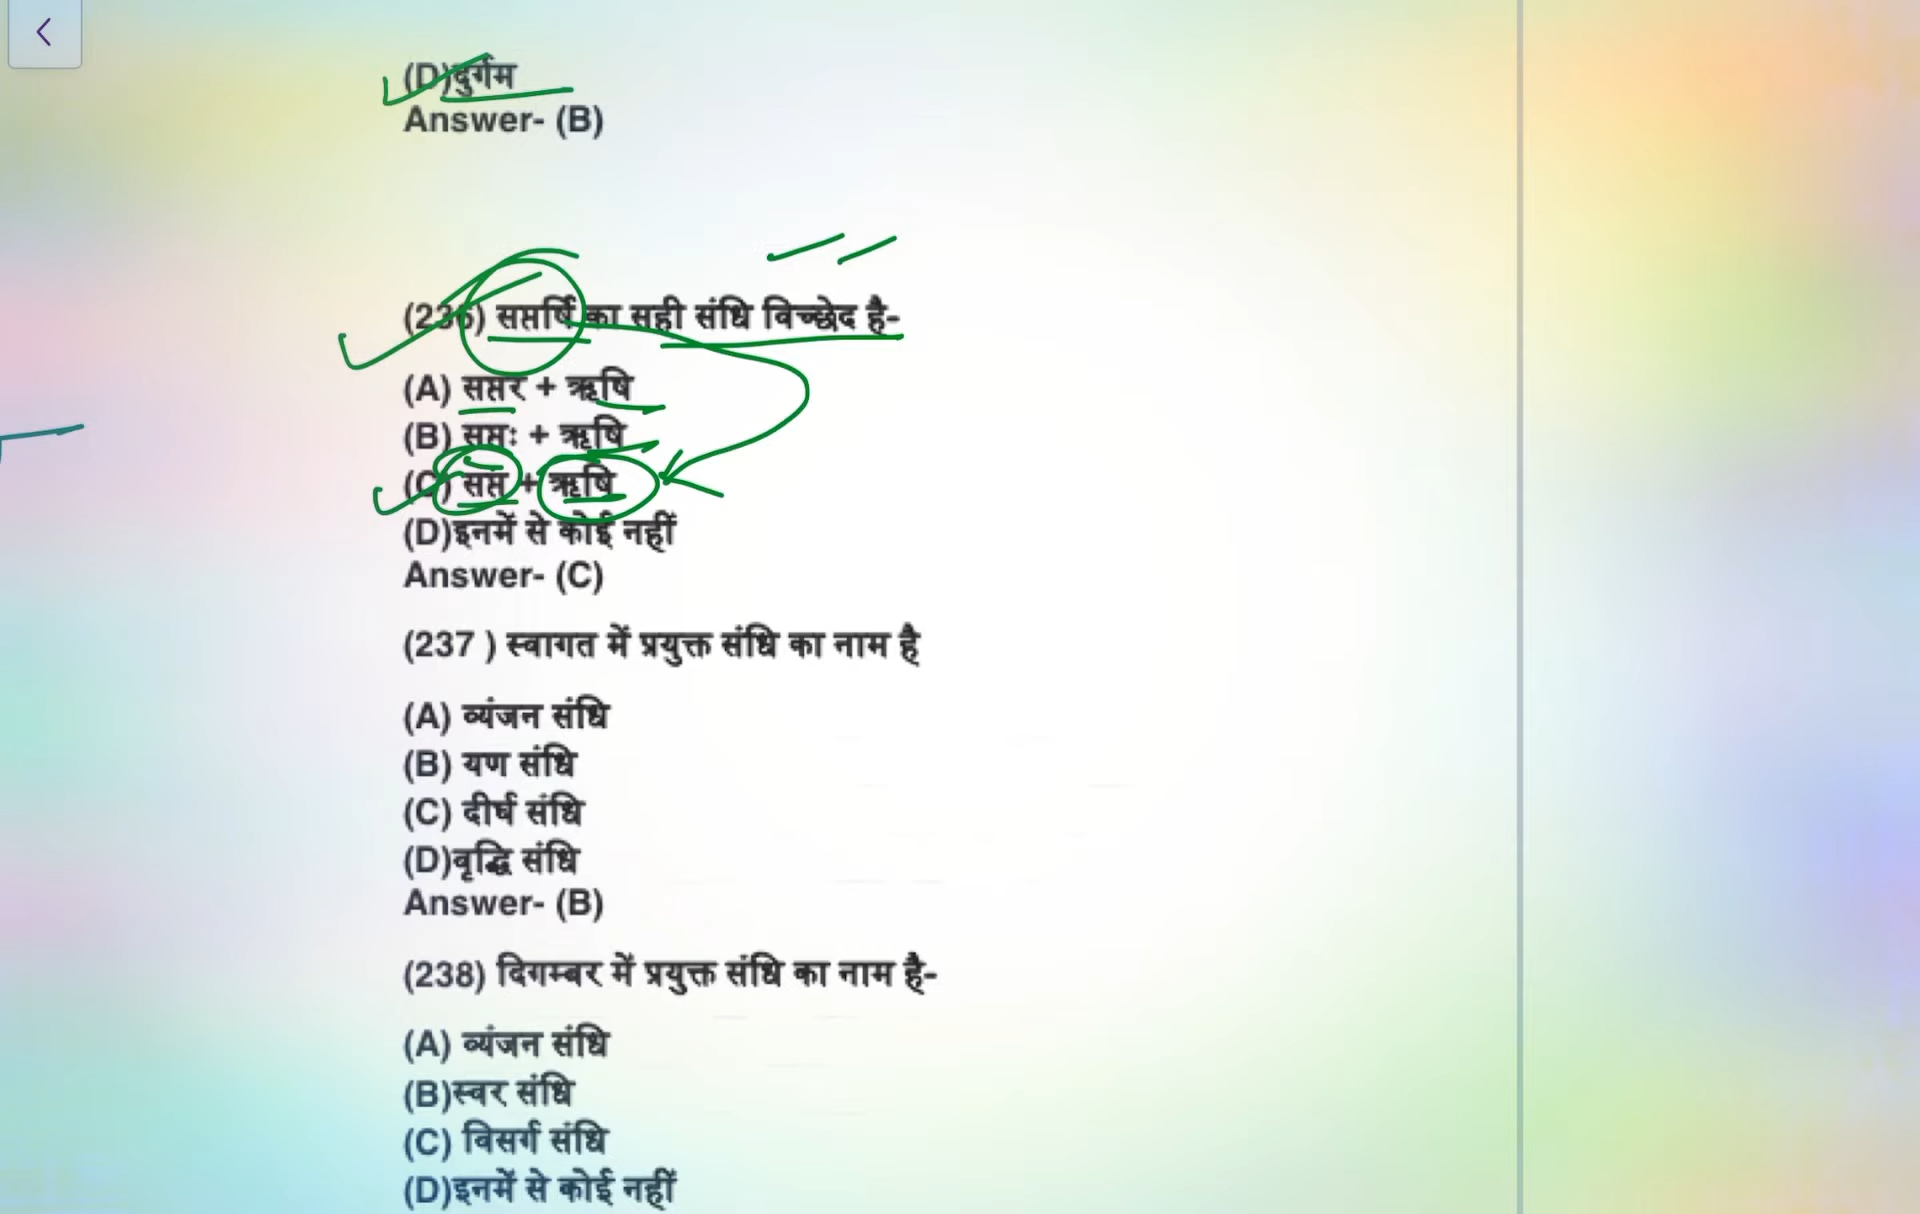 (D)दुर्गम
Answer- (B)
(236) सप्तर्षि का सही संधि विच्छेद है-
(A) सप्तर + ऋषि
(B) सप्तः + ऋषि
(C) सप्त + ऋषि
(D)इनमें से कोई नहीं
Answer- (C)
(237 ) स्वागत में प्रयुक्त संधि का नाम है
(A) व्यंजन संधि
(B) यण संधि
(C) दीर्घ संधि
(D)वृद्धि संधि
Answer- (B)
(238) दिगम्बर में प्रयुक्त संधि का नाम है-
(A) व्यंजन संधि
(B)स्वर संधि
(C) विसर्ग संधि
(D)इनमें से कोई नहीं